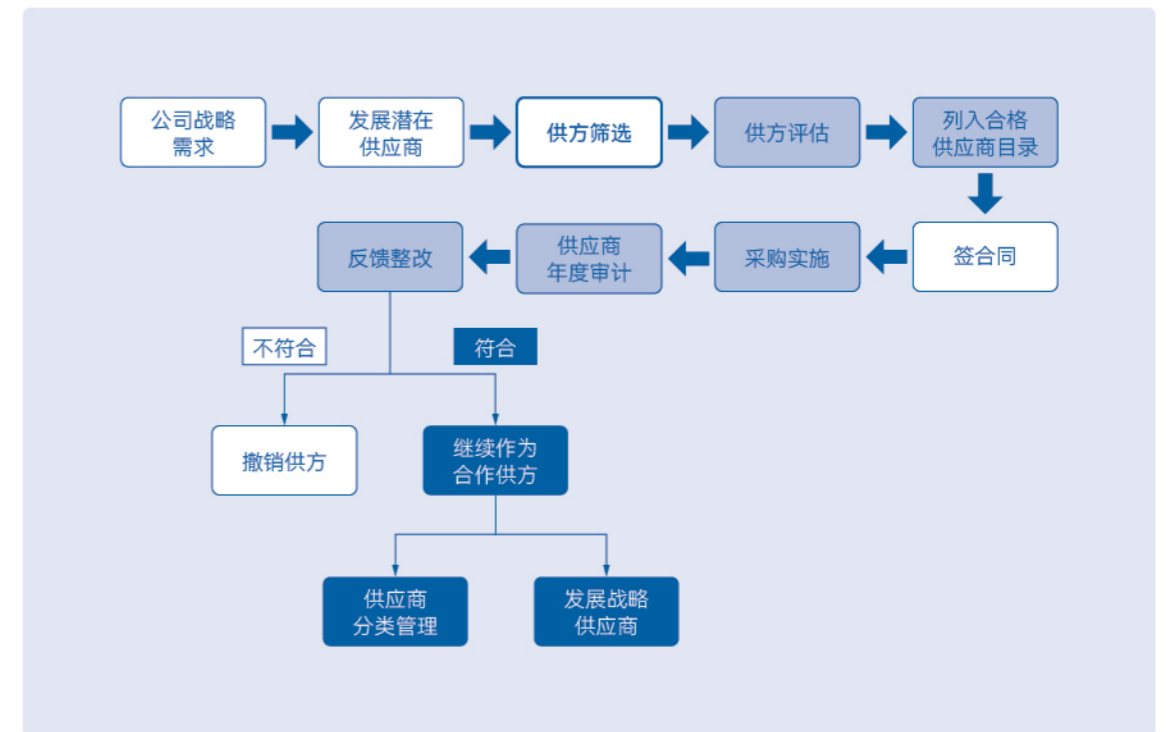 公司战略
需求
发展潜在
供应商
供方筛选
供方评估
列入合格
供应商目录
签合同
采购实施
供应商
年度审计
反馈整改
不符合
符合
撤销供方
继续作为
合作供方
供应商
分类管理
发展战略
供应商